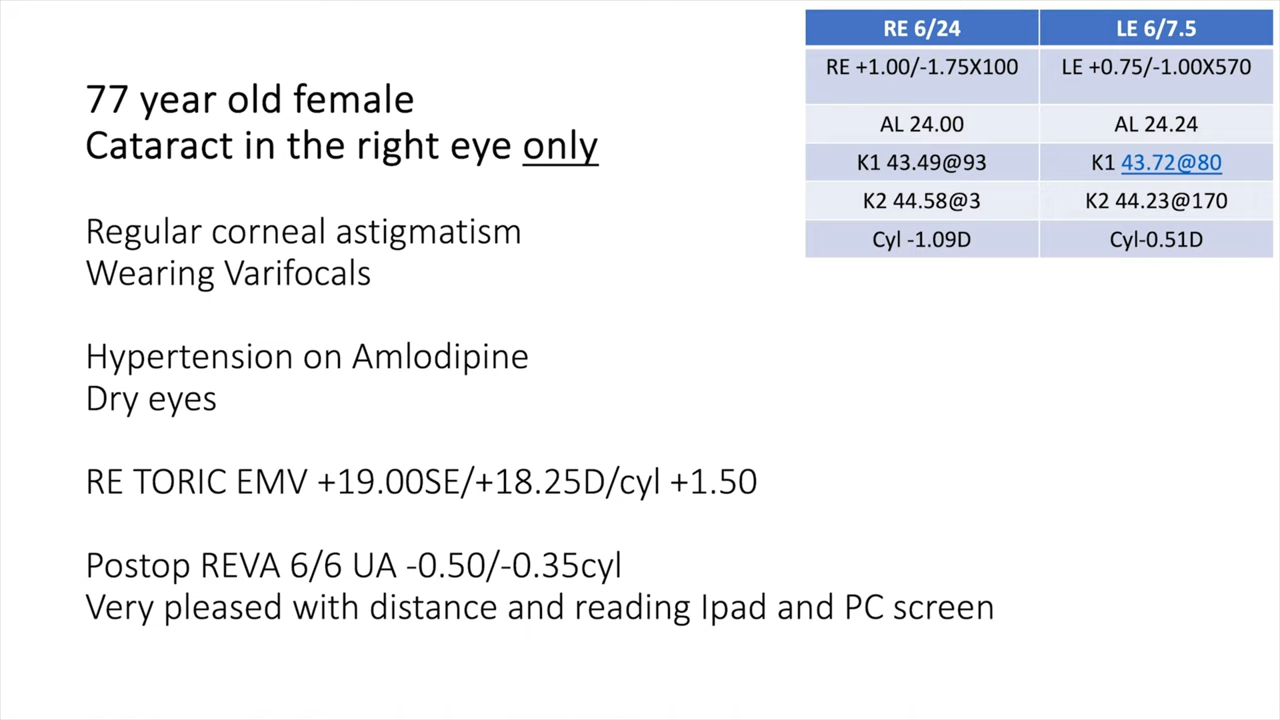 77 year old female
Cataract in the right eye only
Regular corneal astigmatism
Wearing Varifocals
Hypertension on Amlodipine
Dry eyes
RE TORIC EMV +19.00SE/+18.25D/cyl +1.50
Postop REVA 6/6 UA -0.50/-0.35cyl
Very pleased with distance and reading Ipad and PC screen
RE 6/24 LE 6/7.5
RE +1.00/-1.75X100 LE +0.75/-1.00X570
AL 24.00 AL 24.24
K1 43.49@93 K1 43.72@80
K2 44.58@3 K2 44.23@170
Cyl -1.09D Cyl-0.51D